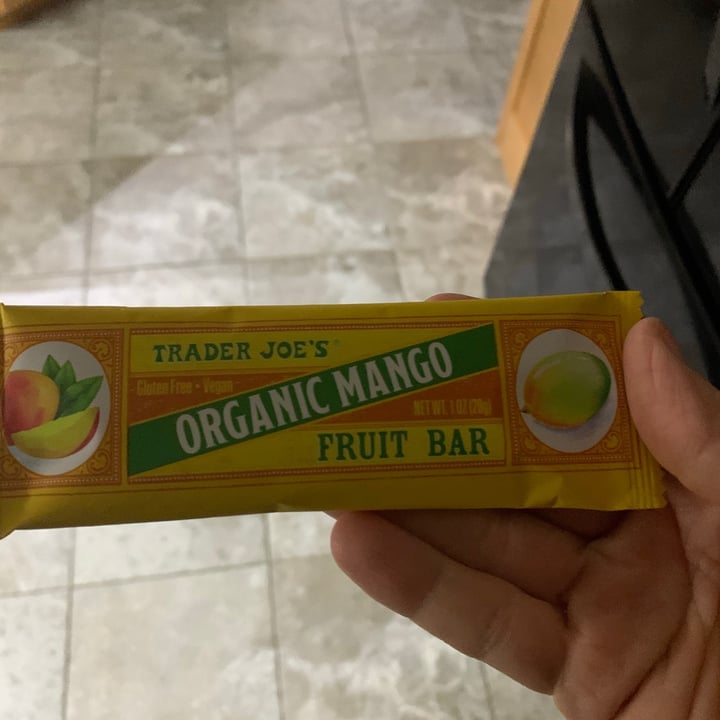 TRADER JOE'S
Gluten Free • Vegan
ORGANIC MANGO
NET WT. 1 OZ (28g)
FRUIT BAR